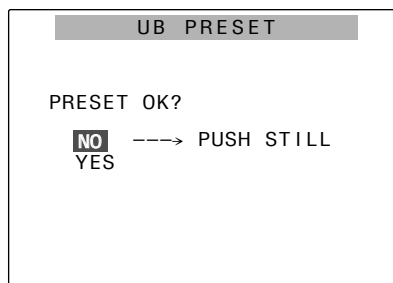 UB PRESET
PRESET OK?
NO ---→ PUSH STILL
YES